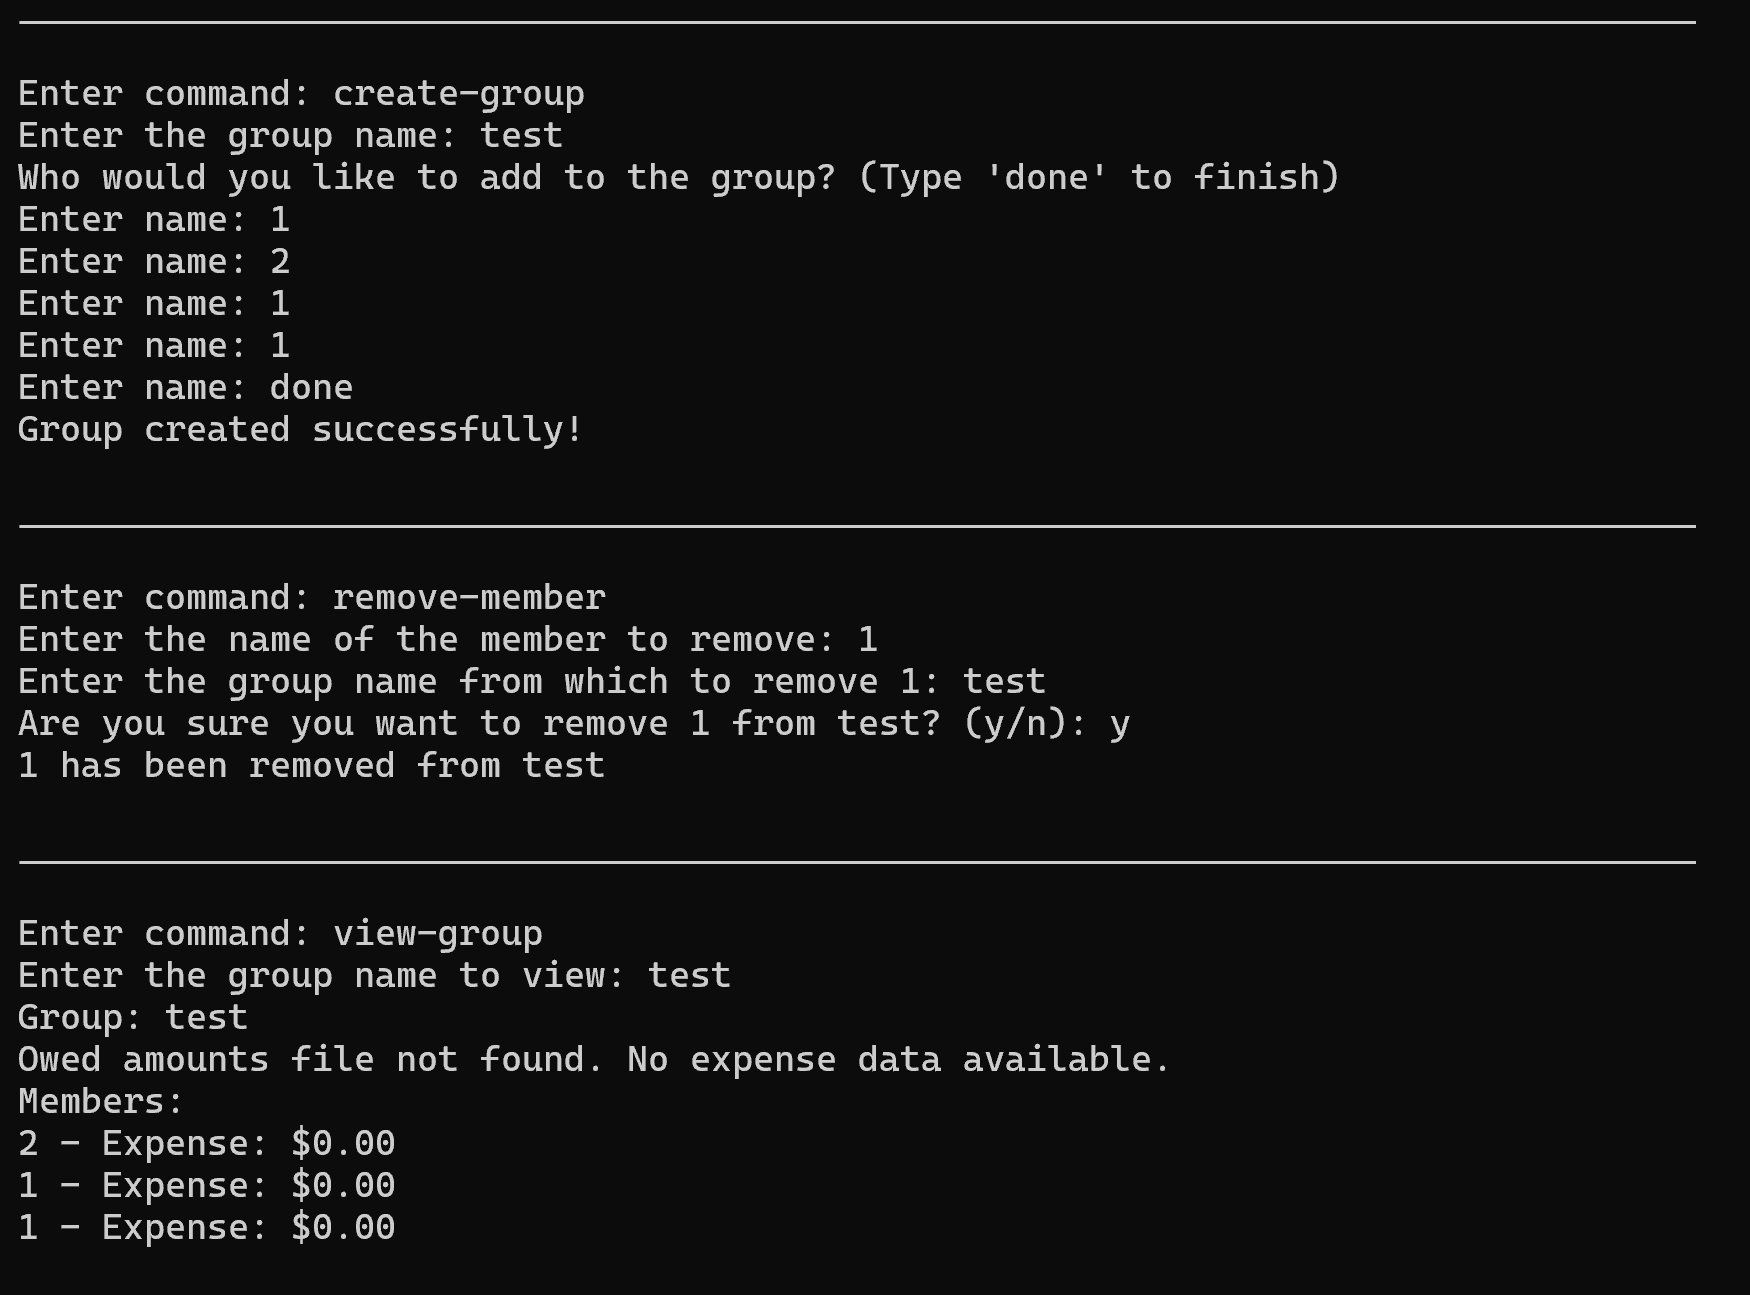 Enter command: create-group
Enter the group name: test
Who would you like to add to the group? (Type 'done' to finish)
Enter name: 1
Enter name: 2
Enter name: 1
Enter name: 1
Enter name: done
Group created successfully!
Enter command: remove-member
Enter the name of the member to remove: 1
Enter the group name from which to remove 1: test
Are you sure you want to remove 1 from test? (y/n): y
1 has been removed from test
Enter command: view-group
Enter the group name to view: test
Group: test
Owed amounts file not found. No expense data available.
Members:
2 - Expense: $0.00
1 - Expense: $0.00
1 - Expense: $0.00